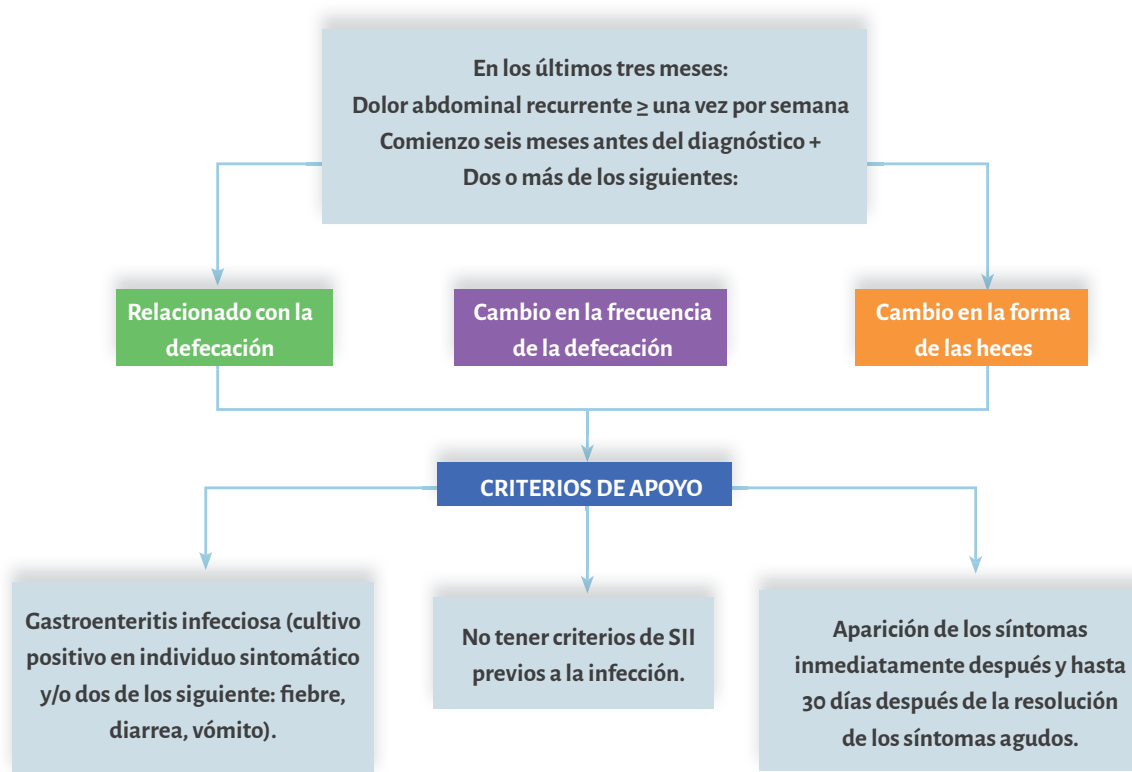 En los últimos tres meses:
Dolor abdominal recurrente ≥ una vez por semana
Comienzo seis meses antes del diagnóstico +
Dos o más de los siguientes:
Relacionado con la
defecación
Cambio en la frecuencia
de la defecación
Cambio en la forma
de las heces
CRITERIOS DE APOYO
Gastroenteritis infecciosa (cultivo
positivo en individuo sintomático
y/o dos de los siguiente: fiebre,
diarrea, vómito).
No tener criterios de SII
previos a la infección.
Aparición de los síntomas
inmediatamente después y hasta
30 días después de la resolución
de los síntomas agudos.